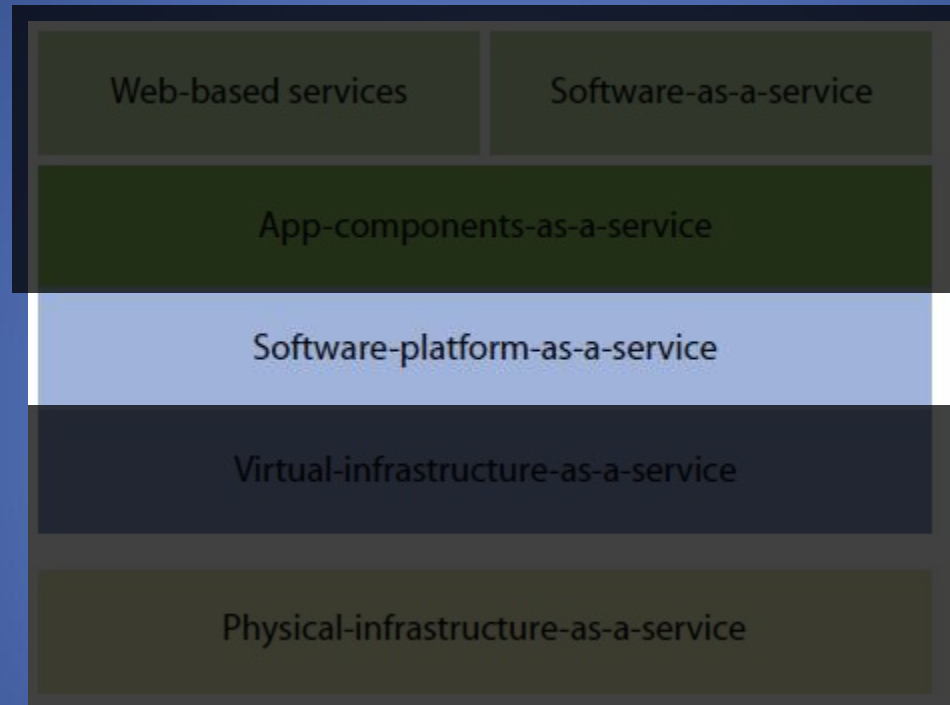 Web-based services
Software-as-a-service
App-components-as-a-service
Software-platform-as-a-service
Virtual-infrastructure-as-a-service
Physical-infrastructure-as-a-service